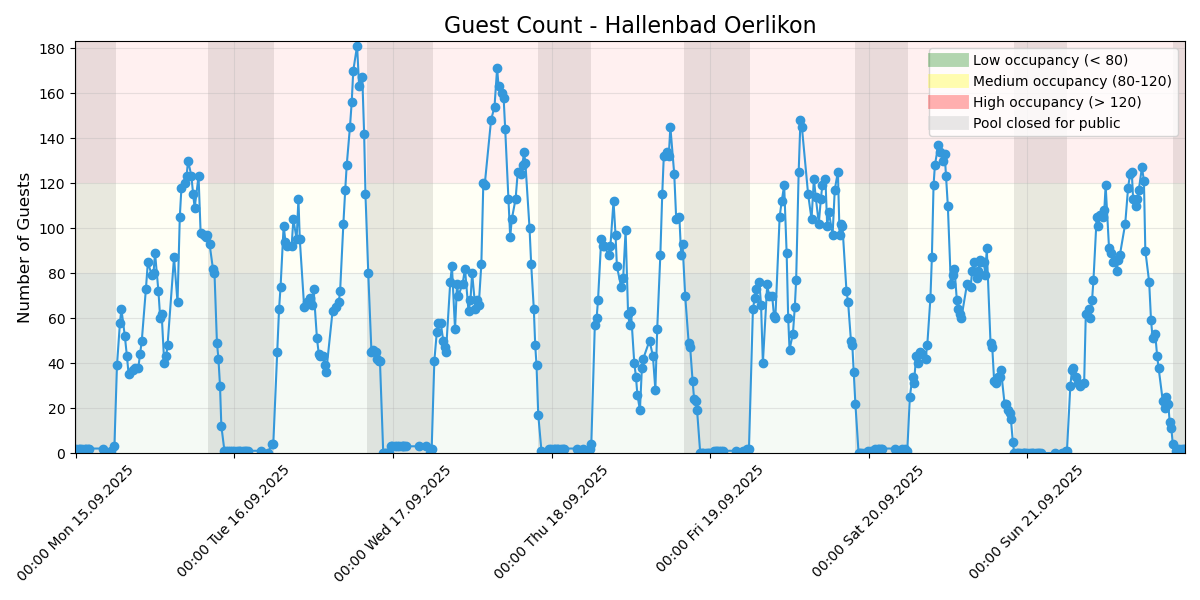 Guest Count - Hallenbad Oerlikon
Number of Guests
180
160
140
120
100
80
60
40
20
0
Low occupancy (< 80)
Medium occupancy (80-120)
High occupancy (> 120)
Pool closed for public
00:00 Mon 15.09.2025
00:00 Tue 16.09.2025
00:00 Wed 17.09.2025
00:00 Thu 18.09.2025
00:00 Fri 19.09.2025
00:00 Sat 20.09.2025
00:00 Sun 21.09.2025